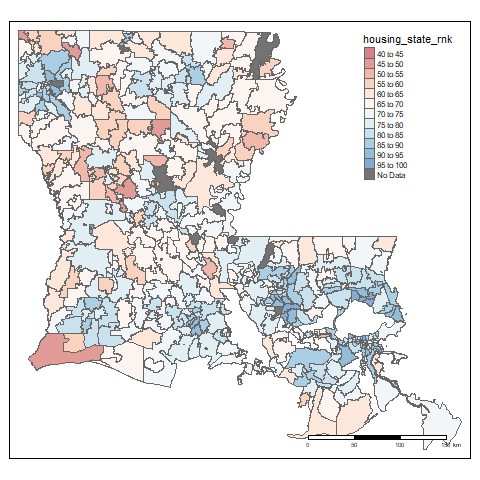 housing_state_rnk
40 to 45
45 to 50
50 to 55
55 to 60
60 to 65
65 to 70
70 to 75
75 to 80
80 to 85
85 to 90
90 to 95
95 to 100
No Data
0 50 100 150 km